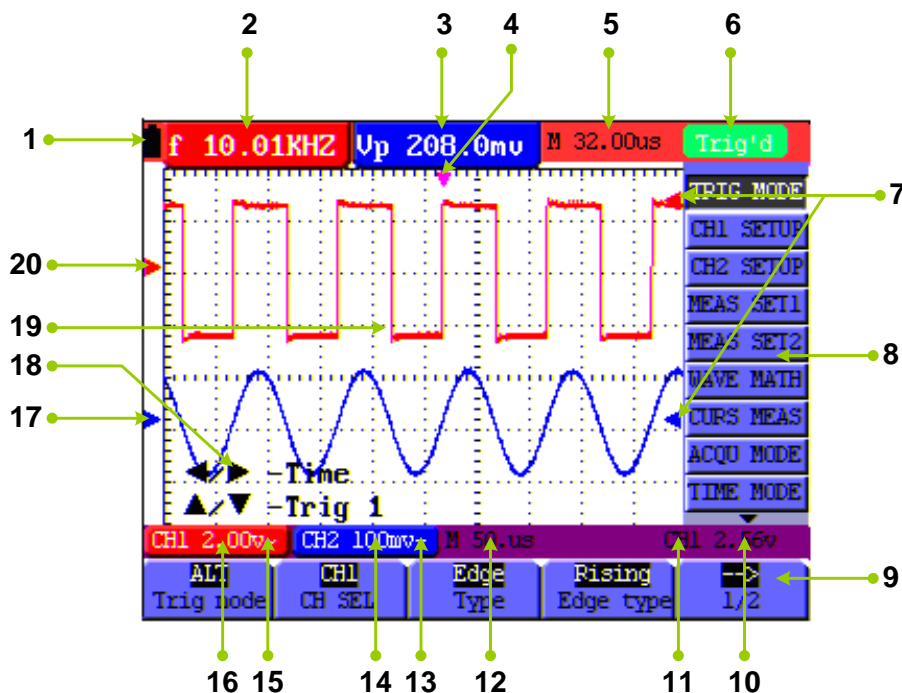 2 3 4 5 6
1
f 10.01KHZ Vp 208.0mv M 32.00us Trig'd
TRIG MODE
7
CH1 SETUP
20
CH2 SETUP
MEAS SET1
19
MEAS SET2
8
18
WAVE MATH
17
CURS MEAS
ACQU MODE
◀/▶ -Time
TIME MODE
▲/▼ -Trig 1
CH1 2.00v~ CH2 100mv~ M 50.us CH1 2.56v
ALT CH1 Edge Rising -->
9
Trig mode CH SEL Type Edge type 1/2
16 15 14 13 12 11 10